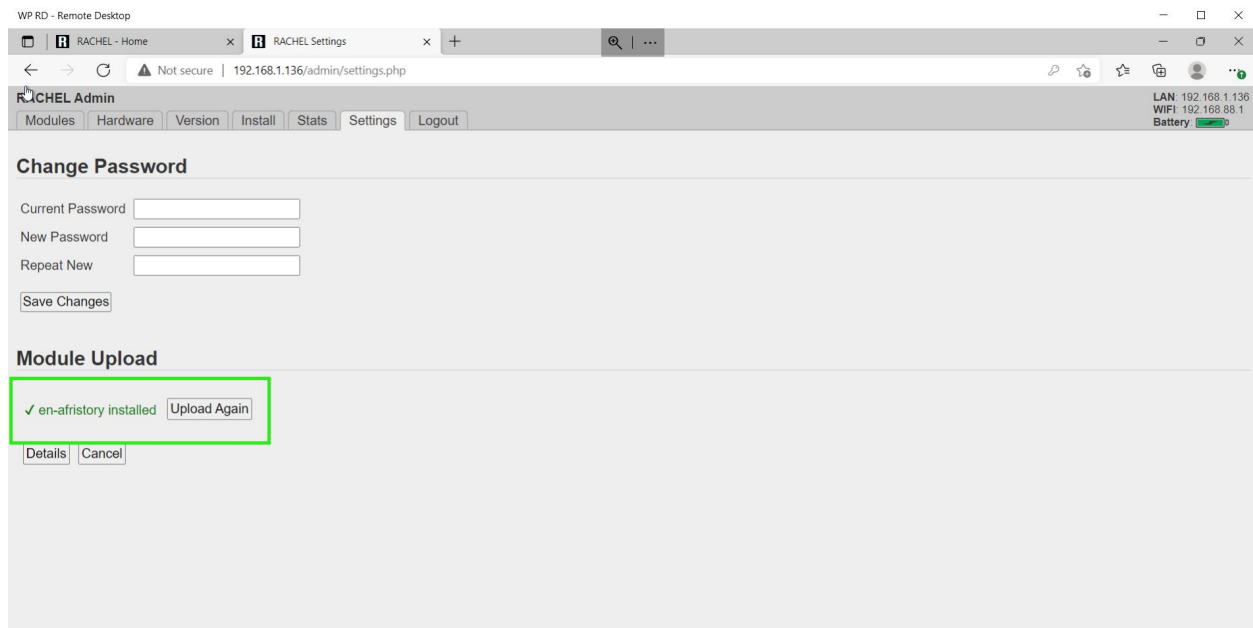 WP RD - Remote Desktop
RACHEL - Home RACHEL Settings
Not secure | 192.168.1.136/admin/settings.php
RACHEL Admin
LAN: 192.168.1.136
WIFI: 192.168.88.1
Battery:
Modules Hardware Version Install Stats Settings Logout
Change Password
Current Password
New Password
Repeat New
Save Changes
Module Upload
✓ en-afristory installed Upload Again
Details Cancel